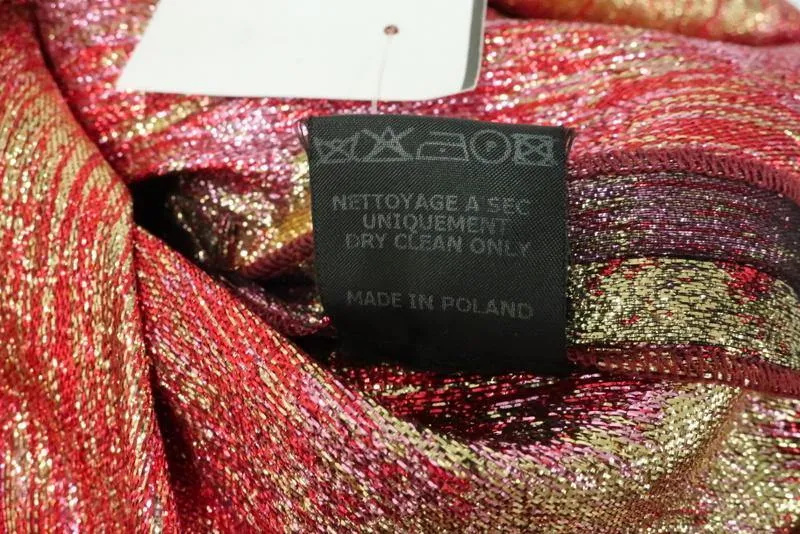 NETTOYAGE A SEC
UNIQUEMENT
DRY CLEAN ONLY
MADE IN POLAND